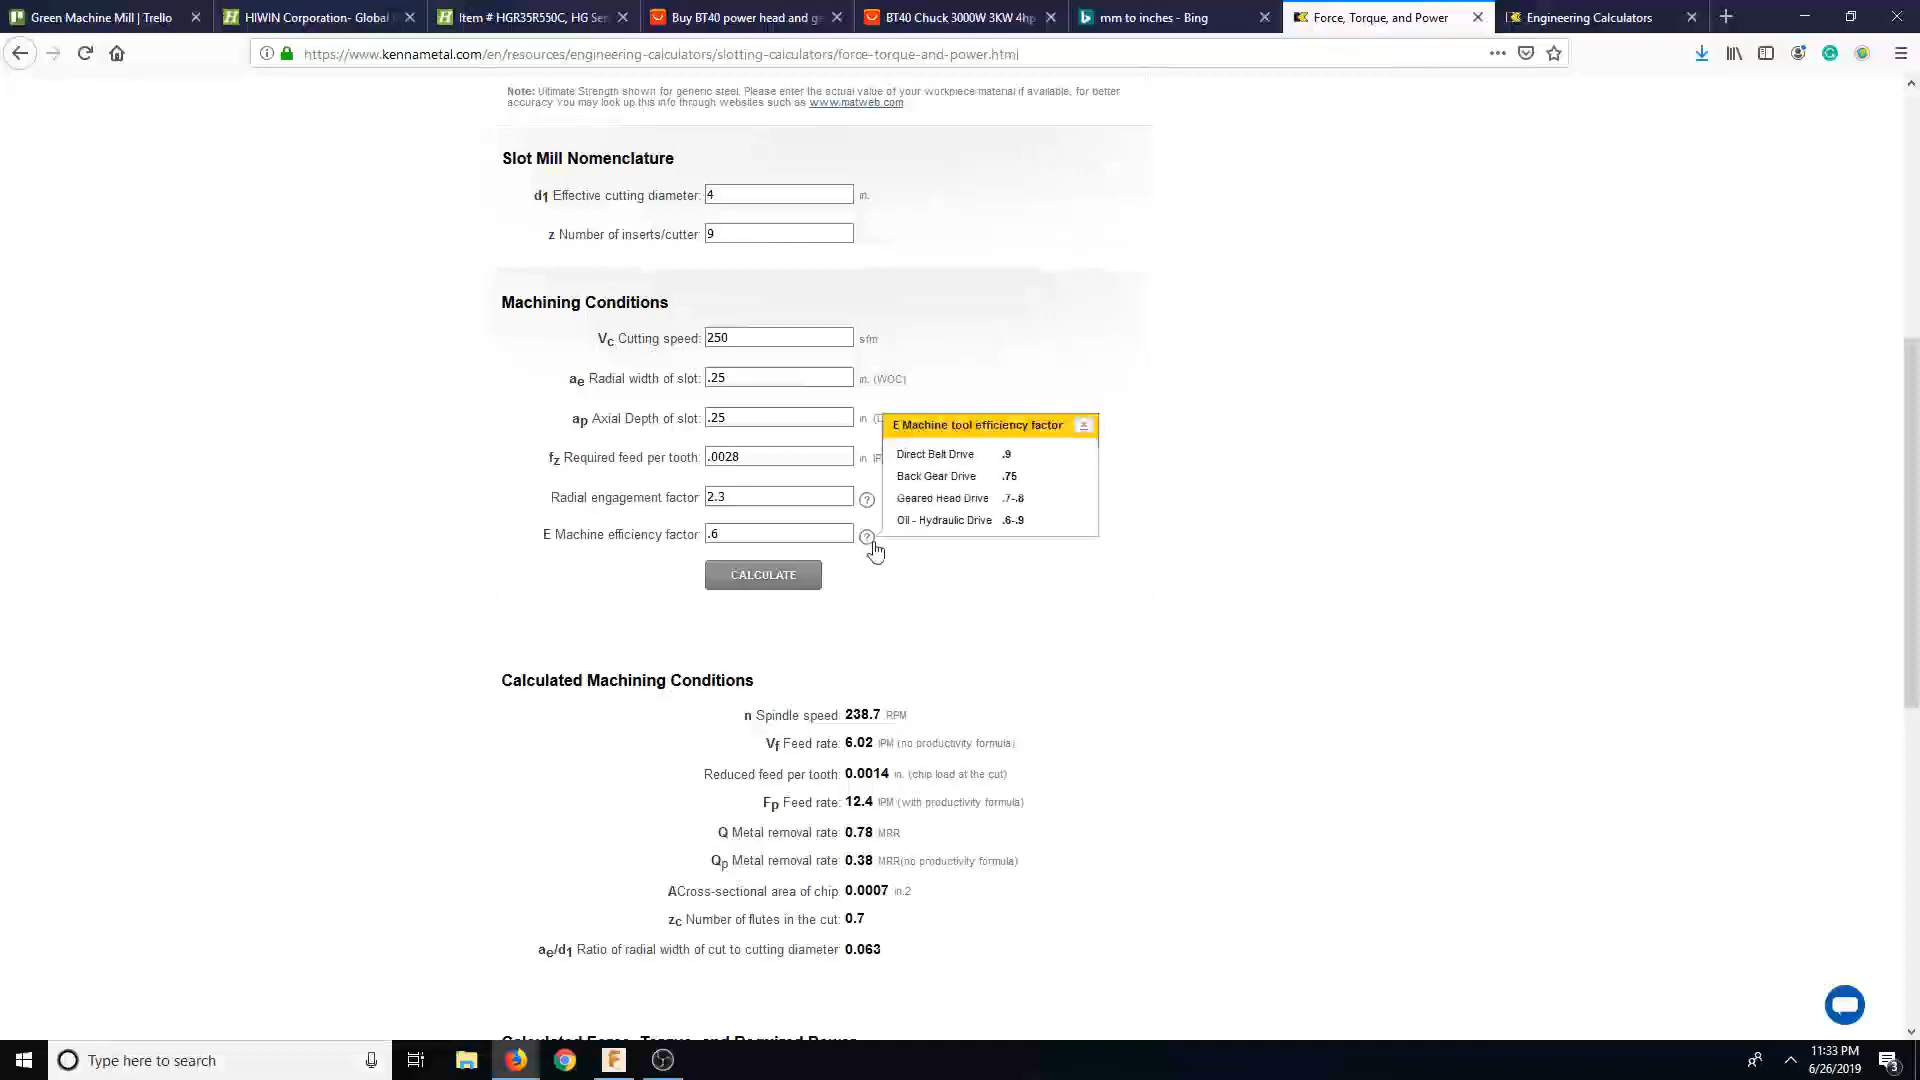 Green Machine Mill | Trello
HIWIN Corporation- Global
Item # HGR35R550C, HG Ser
Buy BT40 power head and g
BT40 Chuck 3000W 3KW 4hp
mm to inches - Bing
Force, Torque, and Power
Engineering Calculators
https://www.kennametal.com/en/resources/engineering-calculators/slotting-calculators/force-torque-and-power.html
Note: Ultimate Strength shown for generic steel. Please enter the actual value of your workpiece material if available, for better
accuracy You may look up this info through websites such as www.matweb.com
Slot Mill Nomenclature
d1 Effective cutting diameter: 4 in.
z Number of inserts/cutter: 9
Machining Conditions
Vc Cutting speed: 250 sfm
ae Radial width of slot: .25 in. (WOC)
ap Axial Depth of slot: .25 in
E Machine tool efficiency factor
Direct Belt Drive .9
fz Required feed per tooth: .0028 in.
Back Gear Drive .75
Radial engagement factor 2.3 ?
Geared Head Drive .7-.8
Oil - Hydraulic Drive .6-.9
E Machine efficiency factor .6 ?
CALCULATE
Calculated Machining Conditions
n Spindle speed: 238.7 RPM
Vf Feed rate: 6.02 IPM (no productivity formula)
Reduced feed per tooth: 0.0014 in. (chip load at the cut)
Fp Feed rate: 12.4 IPM (with productivity formula)
Q Metal removal rate: 0.78 MRR
Qp Metal removal rate: 0.38 MRR(no productivity formula)
ACross-sectional area of chip: 0.0007 in.2
zc Number of flutes in the cut: 0.7
ae/d1 Ratio of radial width of cut to cutting diameter: 0.063
Calculated Force, Torque, and Required Power
Type here to search
11:33 PM
6/26/2019
3